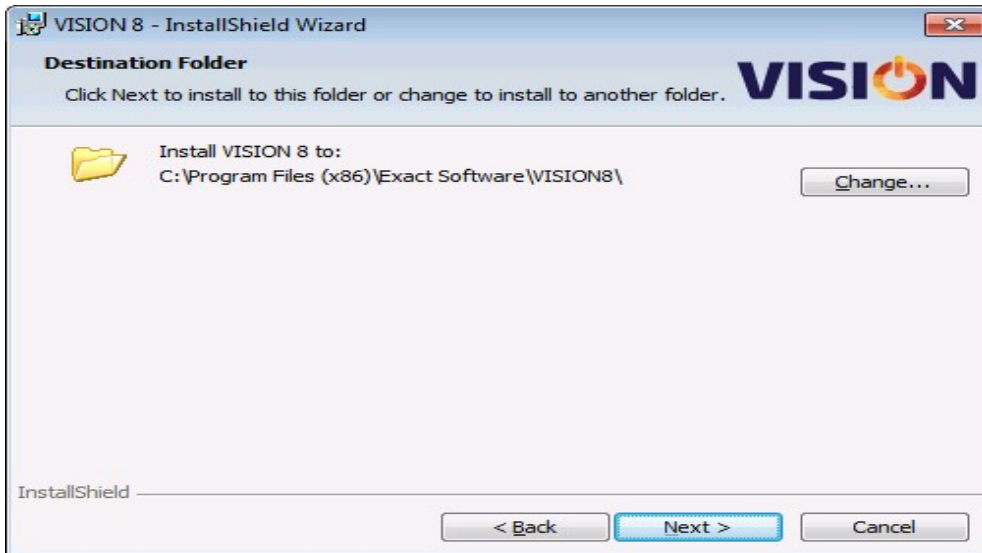 VISION 8 - InstallShield Wizard
Destination Folder
Click Next to install to this folder or change to install to another folder.
VISION
Install VISION 8 to:
C:\Program Files (x86)\Exact Software\VISION8\
Change...
InstallShield
< Back
Next >
Cancel